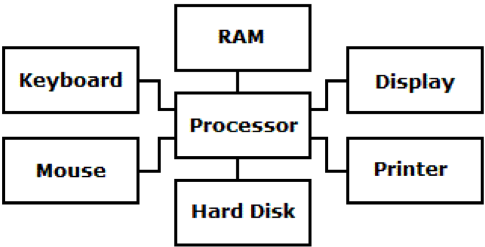 RAM
Keyboard
Display
Processor
Mouse
Printer
Hard Disk